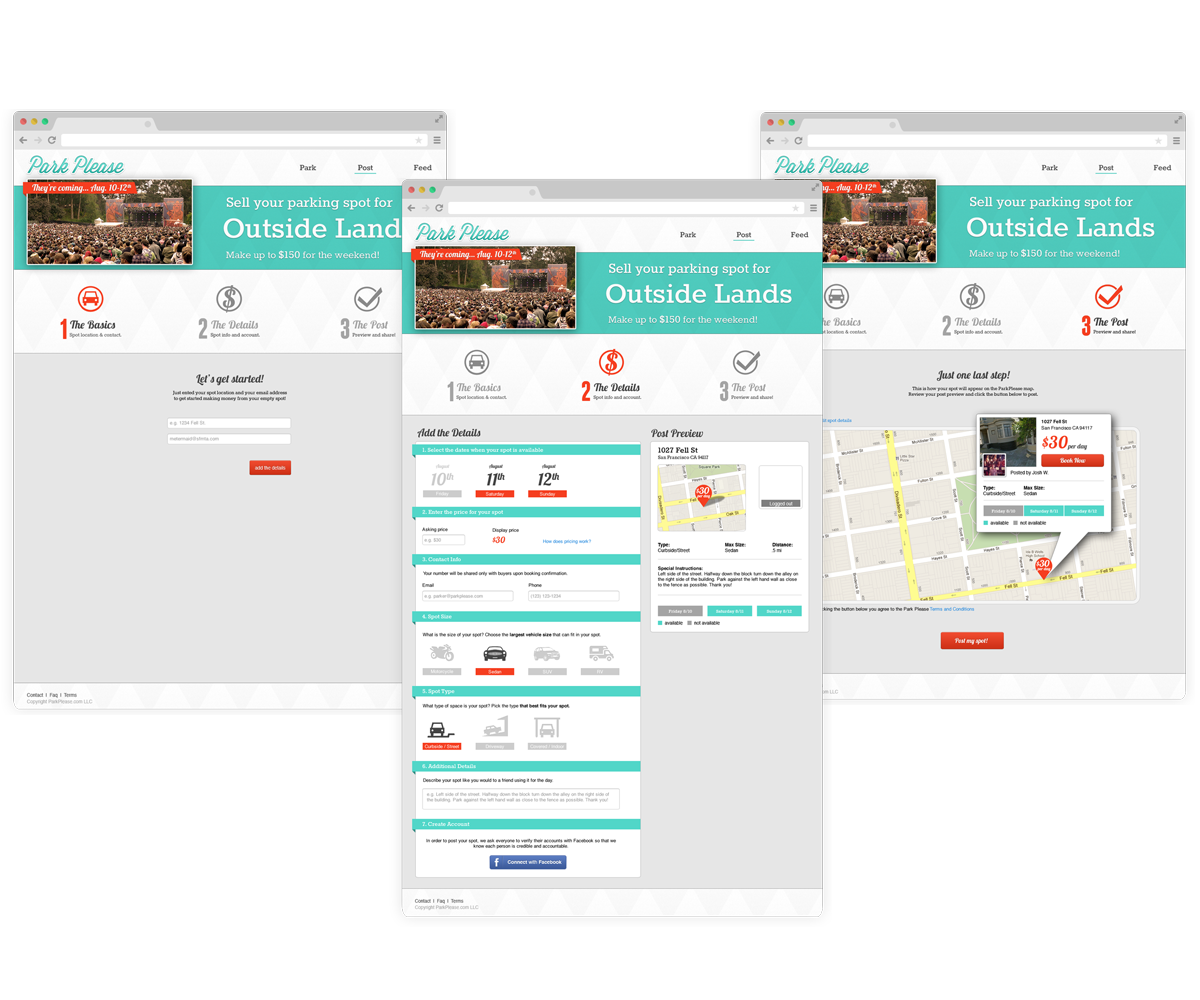 Park Please
Park
Post
Feed
They're coming... Aug. 10-12th
Sell your parking spot for
Outside Land
Make up to $150 for the weekend!
1 The Basics
Spot location & contact.
2 The Details
Spot info and account.
3 The Post
Preview and share!
Let's get started!
Just enter your spot location and your email address
to get started making money from your empty spot!
e.g. 1234 Fell St.
add the details
Contact I Faq I Terms
Copyright ParkPlease.com LLC
Park Please
Park
Post
Feed
They're coming... Aug. 10-12th
Sell your parking spot for
Outside Lands
Make up to $150 for the weekend!
1 The Basics
Spot location & contact.
2 The Details
Spot info and account.
3 The Post
Preview and share!
Add the Details
1. Select the dates when your spot is available
August
August
August
10th
11th
12th
Friday
Saturday
Sunday
2. Enter the price for your spot
Asking price
Display price
e.g. $30
$30
How does pricing work?
3. Contact Info
Your number will be shared only with buyers upon booking confirmation.
Email
Phone
e.g. parker@parkplease.com
(123) 123-1234
4. Spot Size
What is the size of your spot? Choose the largest vehicle size that can fit in your spot.
Motorcycle
Sedan
SUV
RV
5. Spot Type
What type of space is your spot? Pick the type that best fits your spot.
Curbside / Street
Driveway
6. Additional Details
Describe your spot like you would to a friend using it for the day.
e.g. Left side of the street. Halfway down the block turn down the alley on the right side of
the building. Park against the left hand wall as close to the fence as possible. Thank you!
7. Create Account
In order to post your spot, we ask everyone to verify their accounts with Facebook so that we
know each person is credible and accountable.
f Connect with Facebook
Post Preview
1027 Fell St
San Francisco CA 94117
$30
per day
Fell St
Oak St
Hayes St
Logged out
Type:
Max Size:
Distance:
Curbside/Street
Sedan
.5 mi
Special Instructions:
Left side of the street. Halfway down the block turn down the alley on
the right side of the building. Park against the left hand wall as close
to the fence as possible. Thank you!
Friday 8/10
Saturday 8/11
Sunday 8/12
available
not available
Contact I Faq I Terms
Copyright ParkPlease.com LLC
Park Please
Park
Post
Feed
Aug. 10-12th
Sell your parking spot for
Outside Lands
Make up to $150 for the weekend!
e Basics
location & contact.
2 The Details
Spot info and account.
3 The Post
Preview and share!
Just one last step!
This is how your spot will appear on the ParkPlease map.
Review your post preview and click the button below to post.
spot details
1027 Fell St
San Francisco CA 94117
$30 per day
Book Now
Posted by Josh W.
Type:
Max Size:
Curbside/Street
Sedan
Friday 8/10
Saturday 8/11
Sunday 8/12
available
not available
McAllister St
Fulton St
Grove St
Hayes St
Fell St
Divisadero St
$30
per day
king the button below you agree to the Park Please Terms and Conditions
Post my spot!
LLC